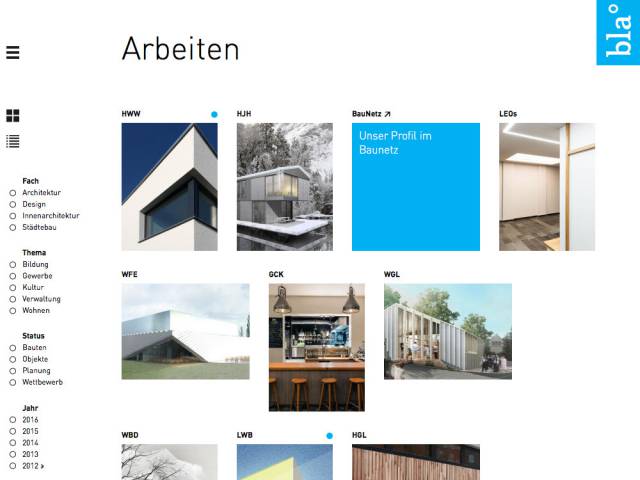 Arbeiten
bla°
HWW
HJH
BauNetz ↗
LEOs
Unser Profil im
Baunetz
Fach
Architektur
Design
Innenarchitektur
Städtebau
Thema
Bildung
Gewerbe
Kultur
Verwaltung
Wohnen
Status
Bauten
Objekte
Planung
Wettbewerb
Jahr
2016
2015
2014
2013
2012
WFE
GCK
WGL
WBD
LWB
HGL